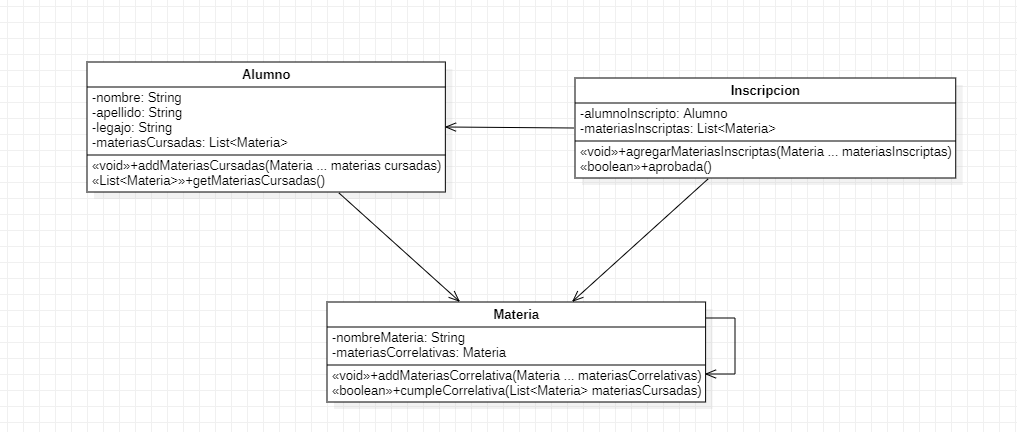 Alumno
-nombre: String
-apellido: String
-legajo: String
-materiasCursadas: List<Materia>
«void»+addMateriasCursadas(Materia ... materias cursadas)
«List<Materia>»+getMateriasCursadas()
Inscripcion
-alumnoInscripto: Alumno
-materiasInscriptas: List<Materia>
«void»+agregarMateriasInscriptas(Materia ... materiasInscriptas)
«boolean»+aprobada()
Materia
-nombreMateria: String
-materiasCorrelativas: Materia
«void»+addMateriasCorrelativa(Materia ... materiasCorrelativas)
«boolean»+cumpleCorrelativa(List<Materia> materiasCursadas)